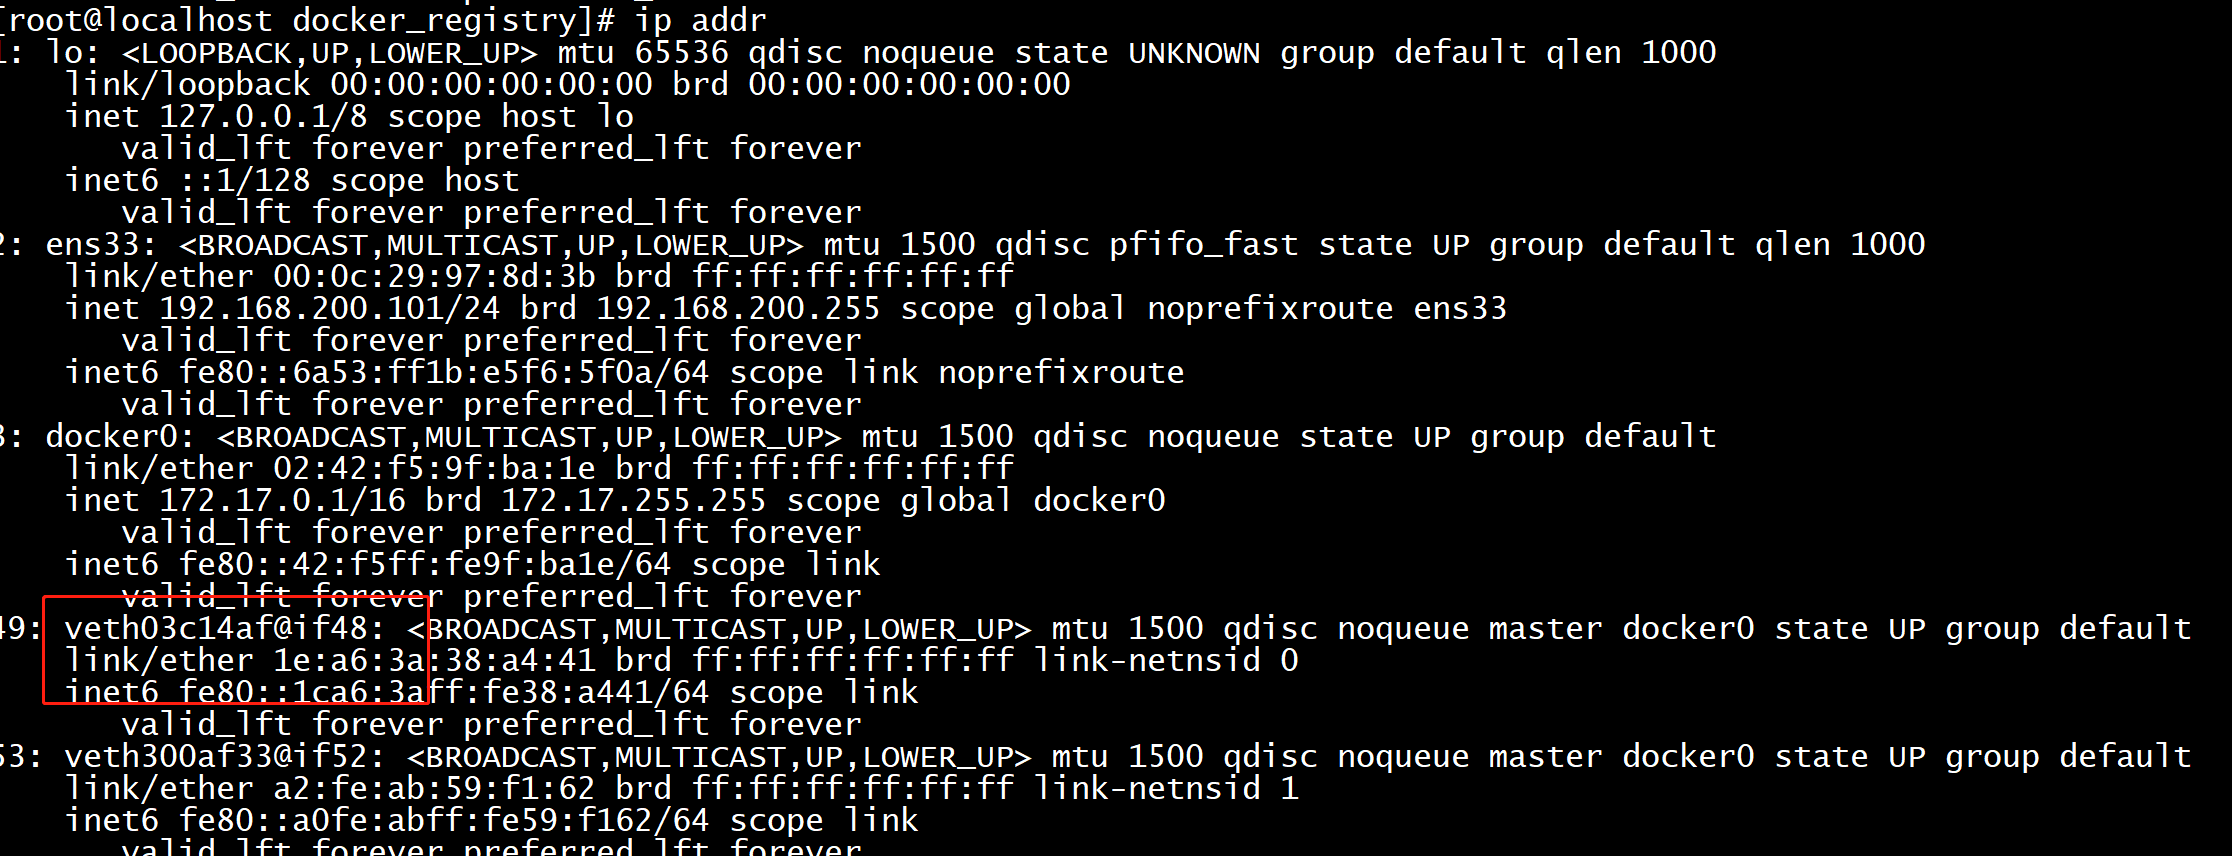 [root@localhost docker_registry]# ip addr
1: lo: <LOOPBACK,UP,LOWER_UP> mtu 65536 qdisc noqueue state UNKNOWN group default qlen 1000
link/loopback 00:00:00:00:00:00 brd 00:00:00:00:00:00
inet 127.0.0.1/8 scope host lo
valid_lft forever preferred_lft forever
inet6 ::1/128 scope host
valid_lft forever preferred_lft forever
2: ens33: <BROADCAST,MULTICAST,UP,LOWER_UP> mtu 1500 qdisc pfifo_fast state UP group default qlen 1000
link/ether 00:0c:29:97:8d:3b brd ff:ff:ff:ff:ff:ff
inet 192.168.200.101/24 brd 192.168.200.255 scope global noprefixroute ens33
valid_lft forever preferred_lft forever
inet6 fe80::6a53:ff1b:e5f6:5f0a/64 scope link noprefixroute
valid_lft forever preferred_lft forever
3: docker0: <BROADCAST,MULTICAST,UP,LOWER_UP> mtu 1500 qdisc noqueue state UP group default
link/ether 02:42:f5:9f:ba:1e brd ff:ff:ff:ff:ff:ff
inet 172.17.0.1/16 brd 172.17.255.255 scope global docker0
valid_lft forever preferred_lft forever
inet6 fe80::42:f5ff:fe9f:ba1e/64 scope link
valid_lft forever preferred_lft forever
49: veth03c14af@if48: <BROADCAST,MULTICAST,UP,LOWER_UP> mtu 1500 qdisc noqueue master docker0 state UP group default
link/ether 1e:a6:3a:38:a4:41 brd ff:ff:ff:ff:ff:ff link-netnsid 0
inet6 fe80::1ca6:3aff:fe38:a441/64 scope link
valid_lft forever preferred_lft forever
53: veth300af33@if52: <BROADCAST,MULTICAST,UP,LOWER_UP> mtu 1500 qdisc noqueue master docker0 state UP group default
link/ether a2:fe:ab:59:f1:62 brd ff:ff:ff:ff:ff:ff link-netnsid 1
inet6 fe80::a0fe:abff:fe59:f162/64 scope link
valid_lft forever preferred_lft forever